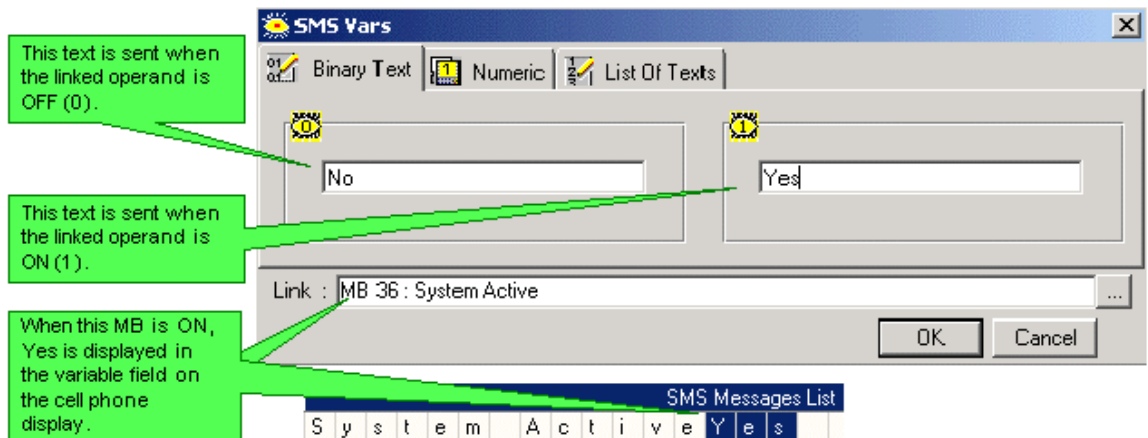 SMS Vars
This text is sent when
the linked operand is
OFF (0).
Binary Text
Numeric
List Of Texts
0
1
No
Yes
This text is sent when
the linked operand is
ON (1).
Link : MB 36 : System Active
...
When this MB is ON,
Yes is displayed in
the variable field on
the cell phone
display.
OK
Cancel
SMS Messages List
System Active Yes